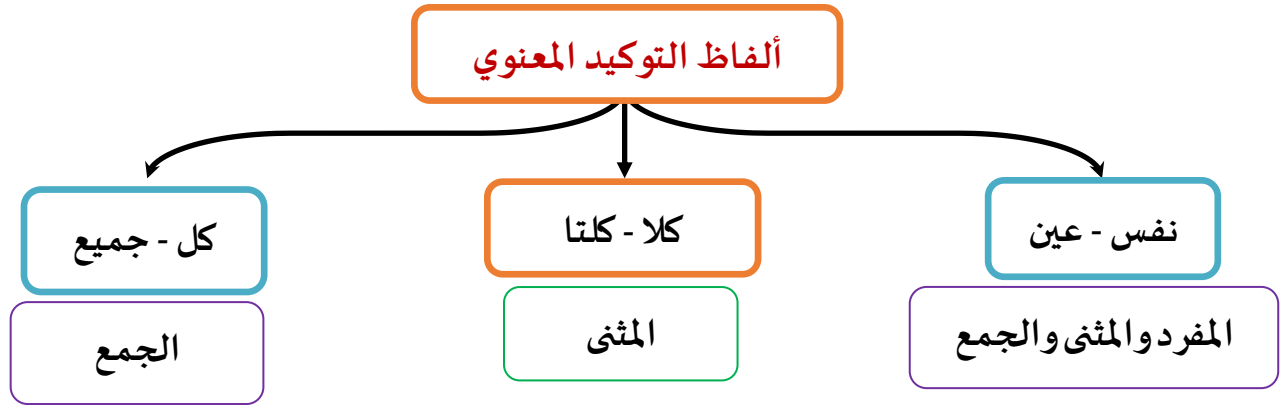 ألفاظ التوكيد المعنوي
نفس - عين
كلا - كلتا
كل - جميع
المفرد والمثنى والجمع
المثنى
الجمع